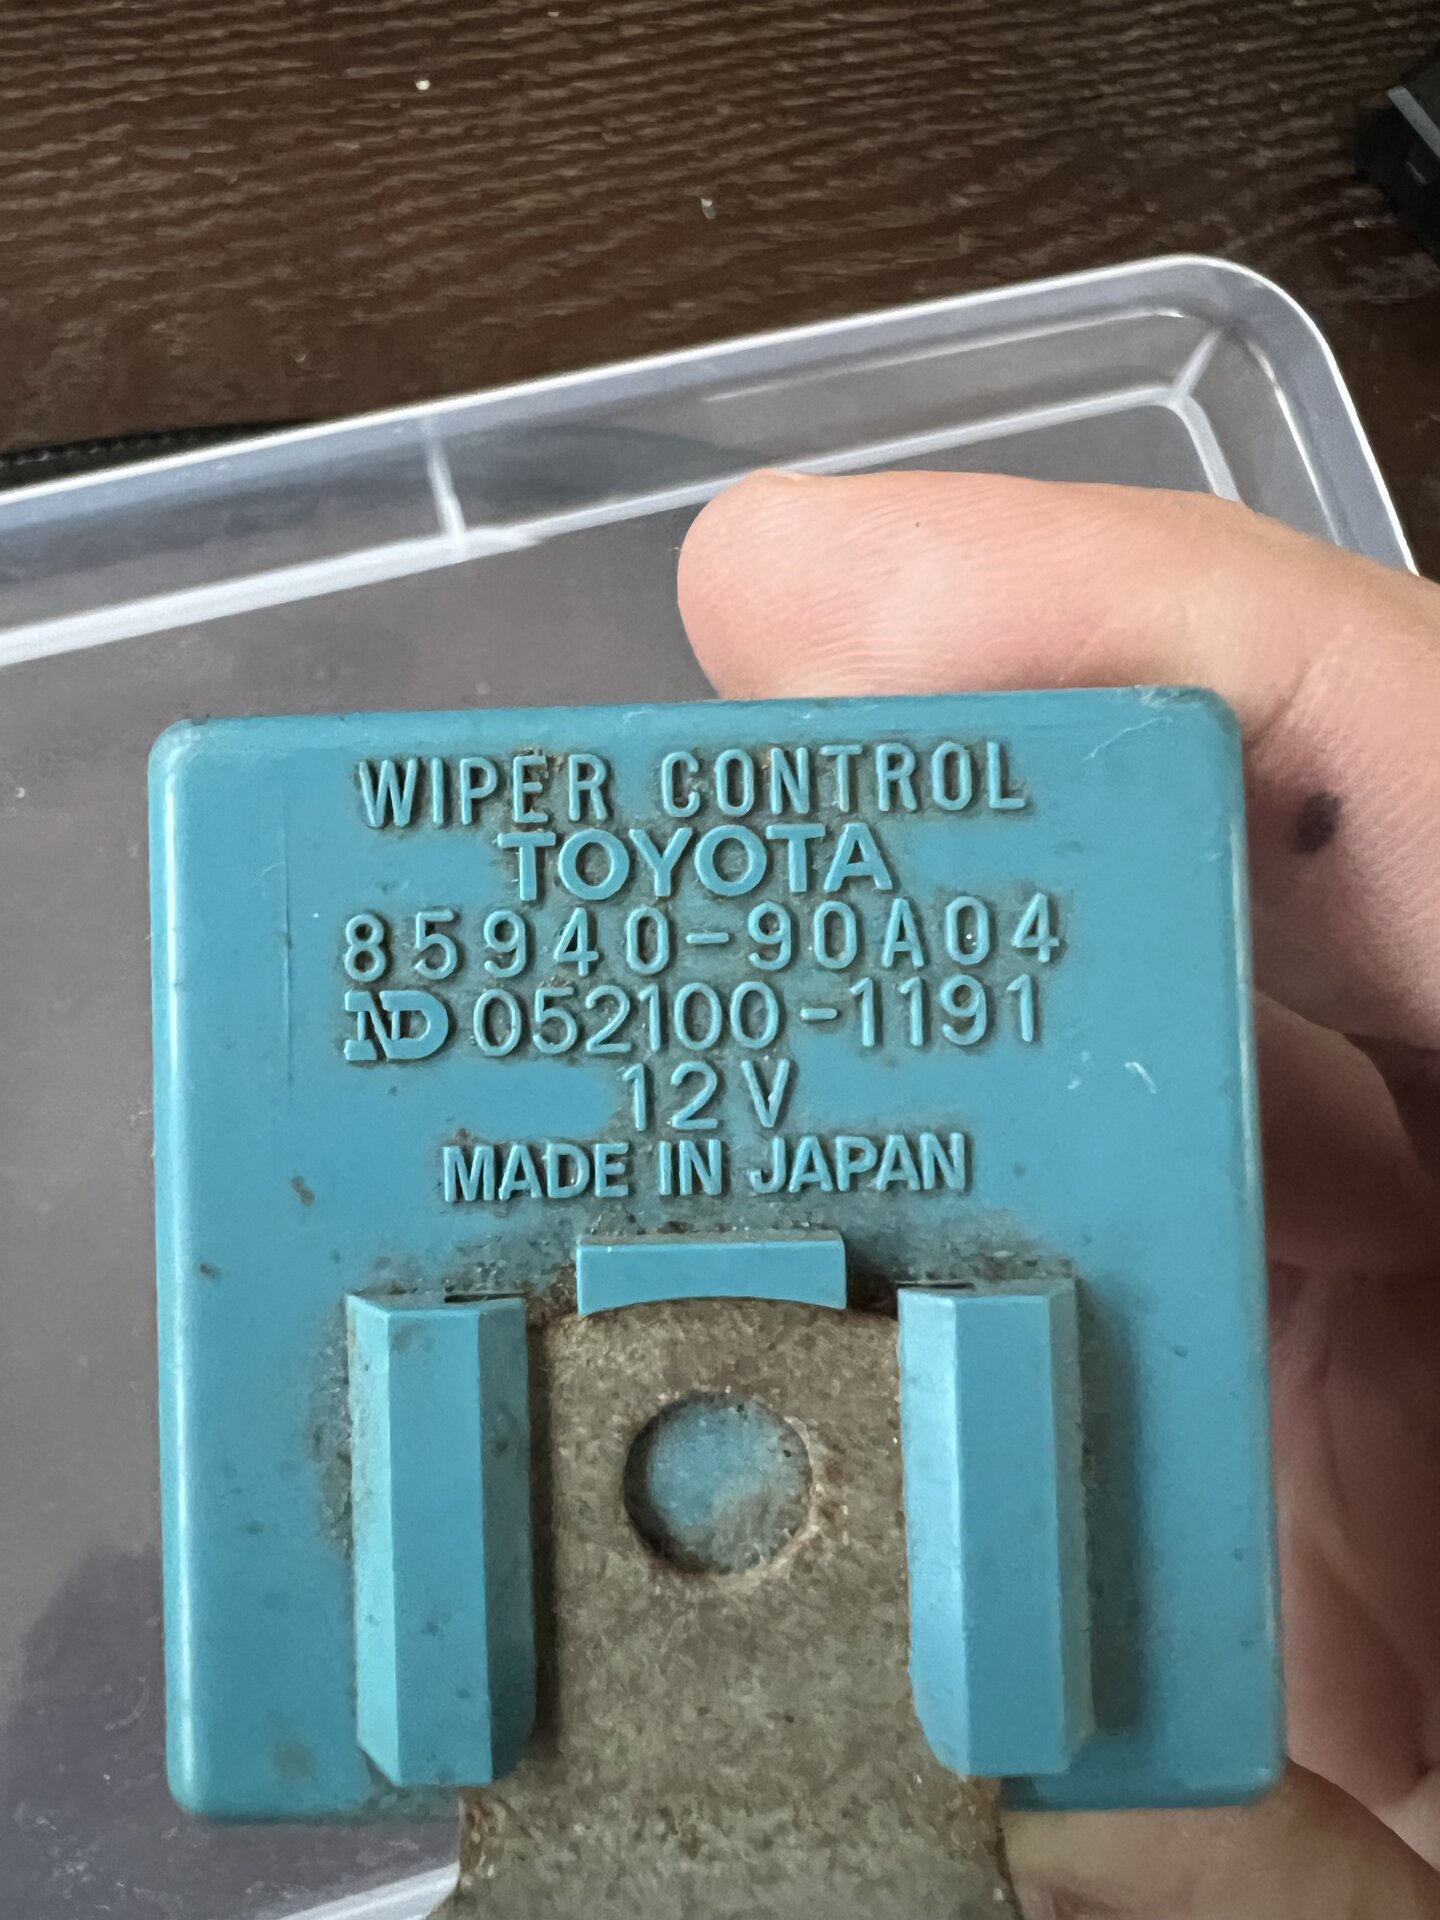 WIPER CONTROL
TOYOTA
85940-90A04
ND 052100-1191
12V
MADE IN JAPAN